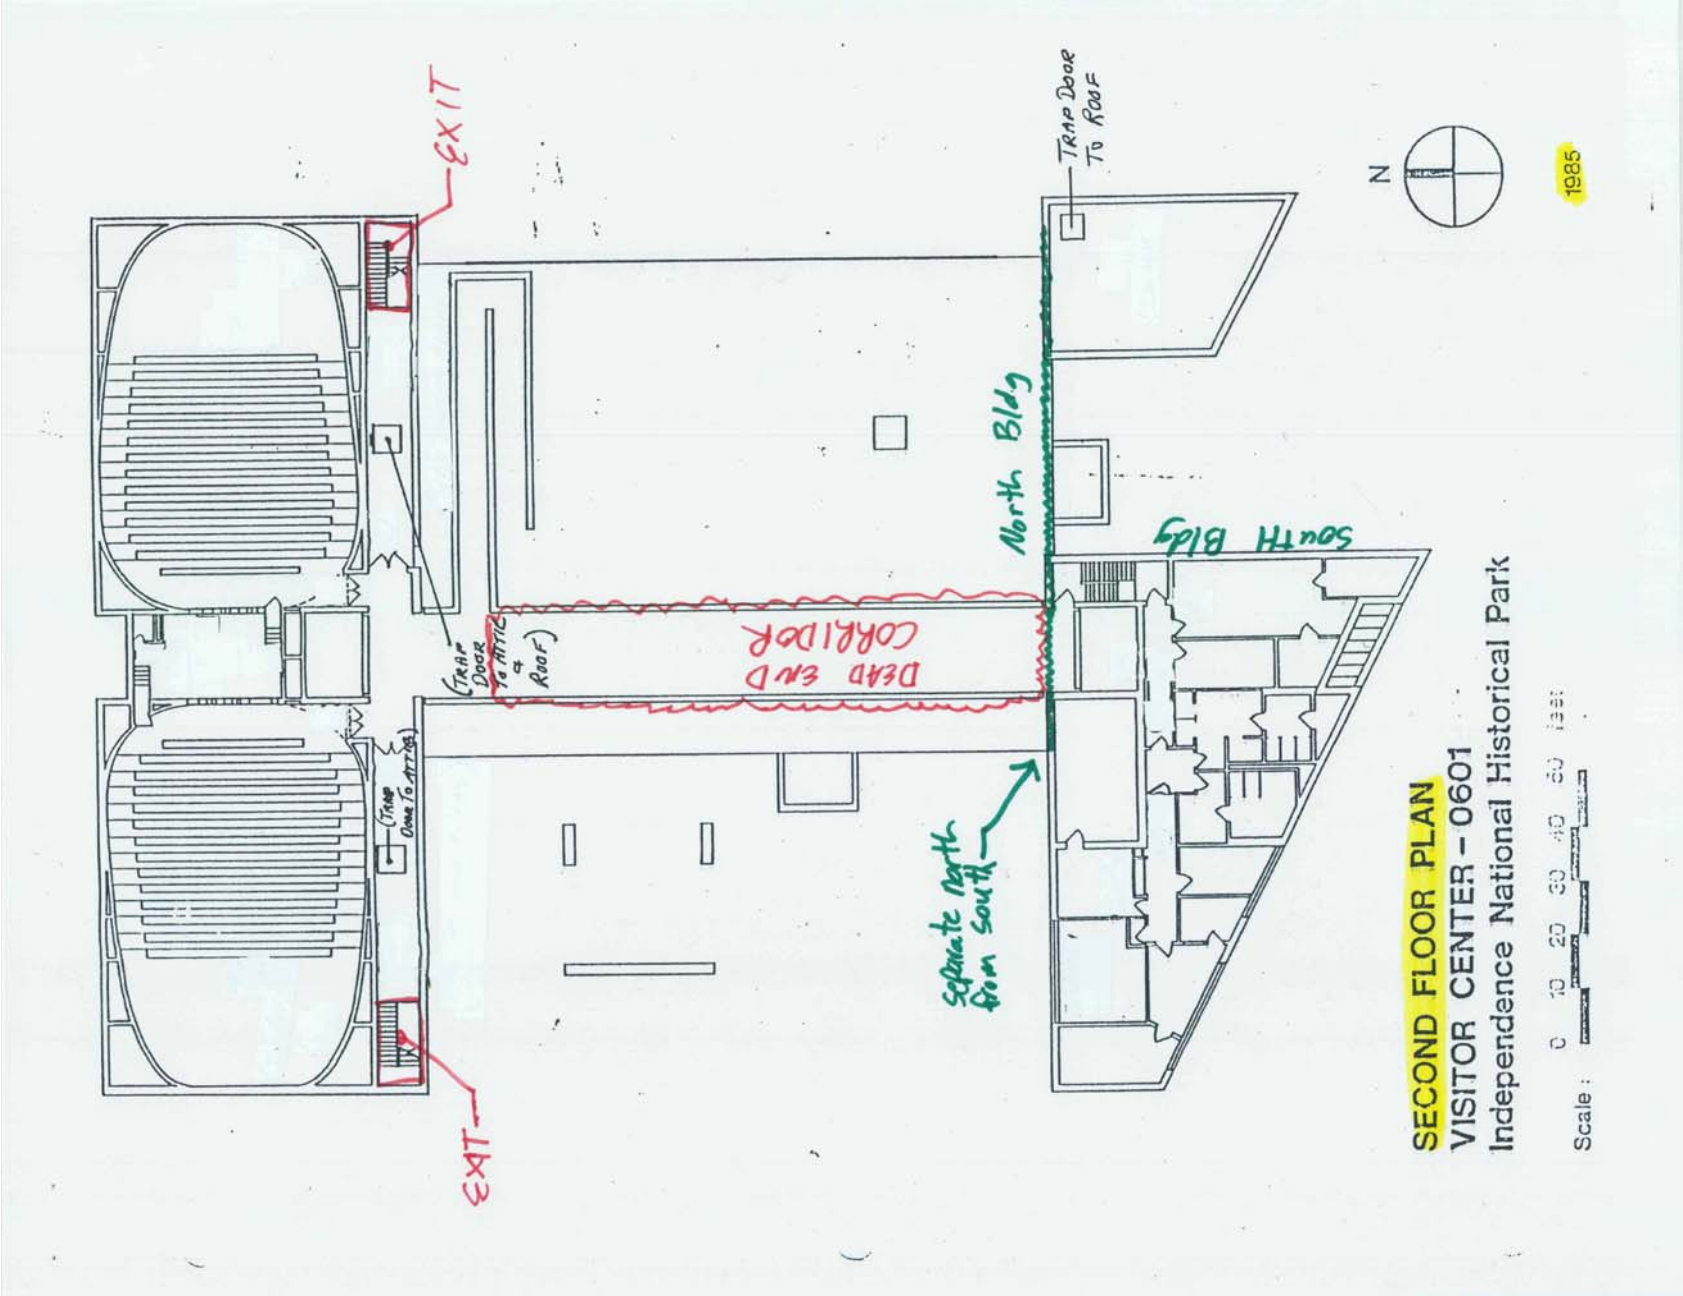 SECOND FLOOR PLAN
VISITOR CENTER - 0601
Independence National Historical Park
Scale :
0 10 20 30 40 50 feet
1985
N
EXIT
EXIT
TRAP DOOR
TO ROOF
(TRAP
DOOR
TO ATTIC
&
ROOF)
(TRAP
DOOR TO ATTIC)
DEAD END
CORRIDOR
North Bldg
SOUTH Bldg
Separate north
from south